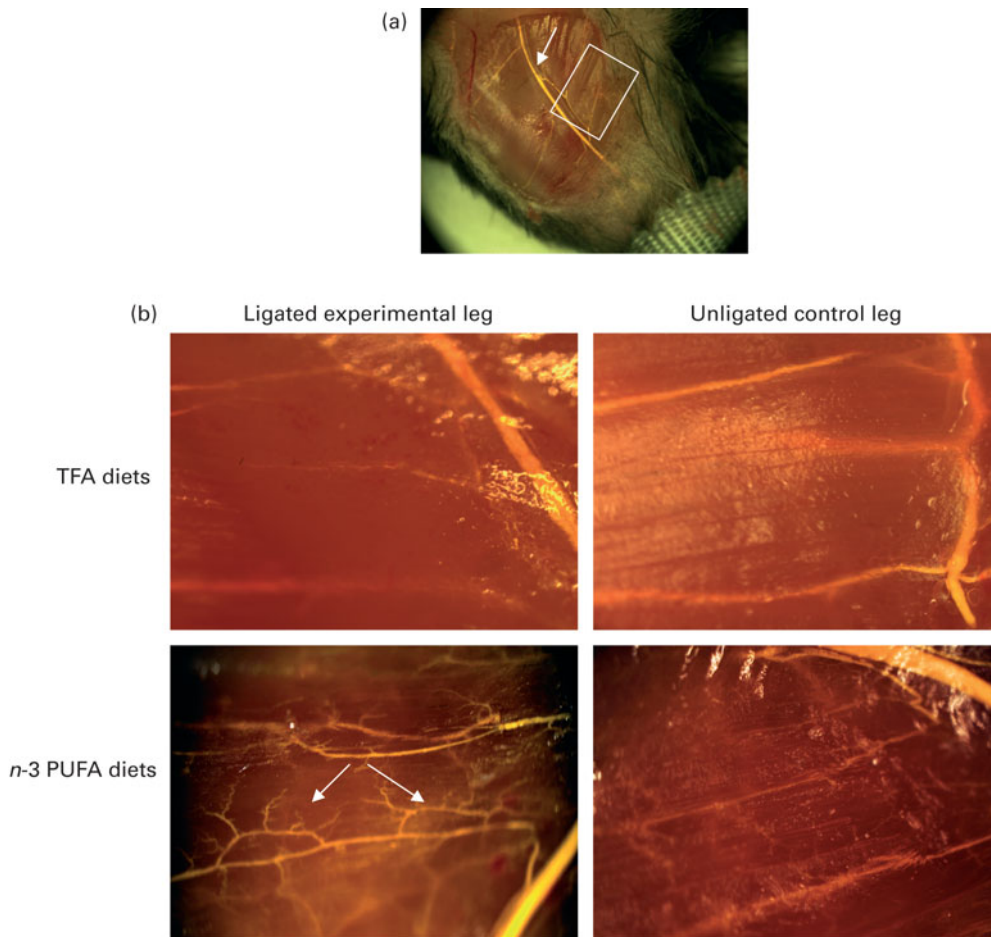 (a)
(b)
Ligated experimental leg
Unligated control leg
TFA diets
n-3 PUFA diets